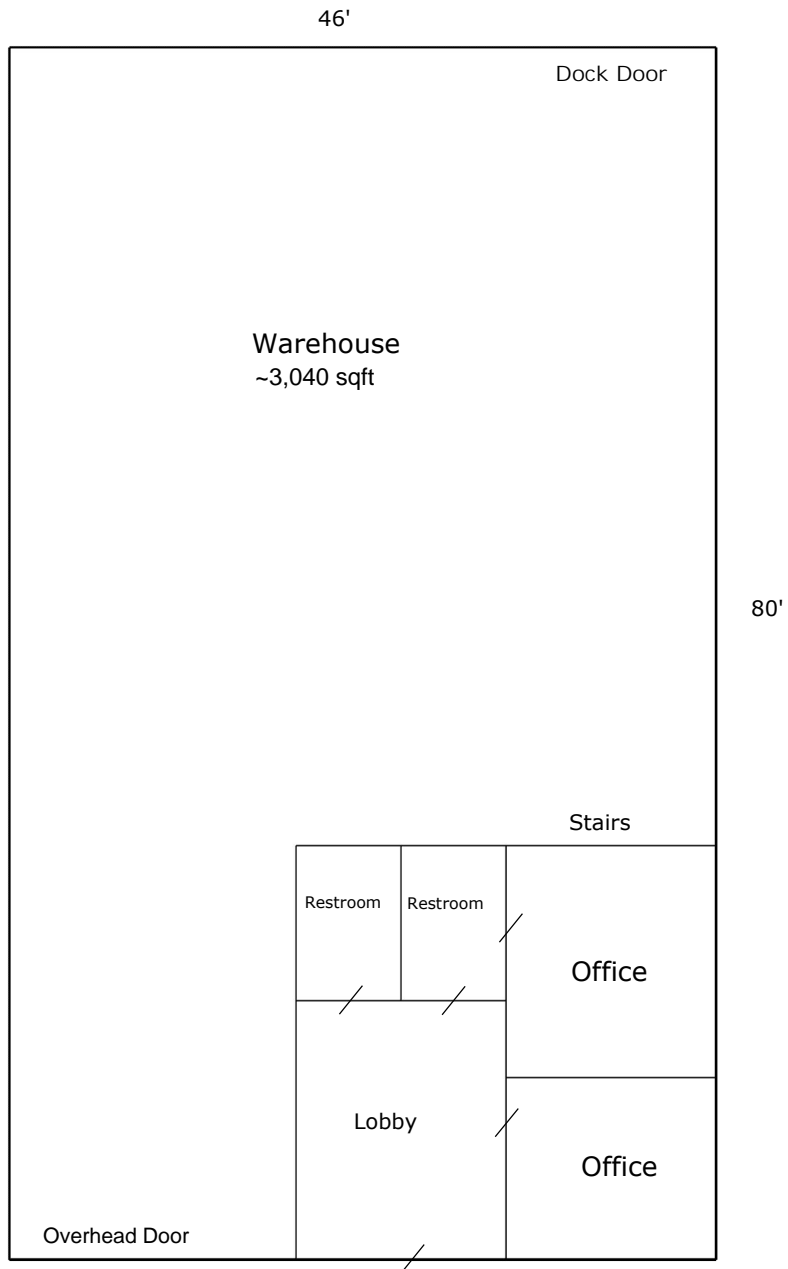 46'
Dock Door
Warehouse
~3,040 sqft
80'
Stairs
Restroom
Restroom
Office
Lobby
Office
Overhead Door